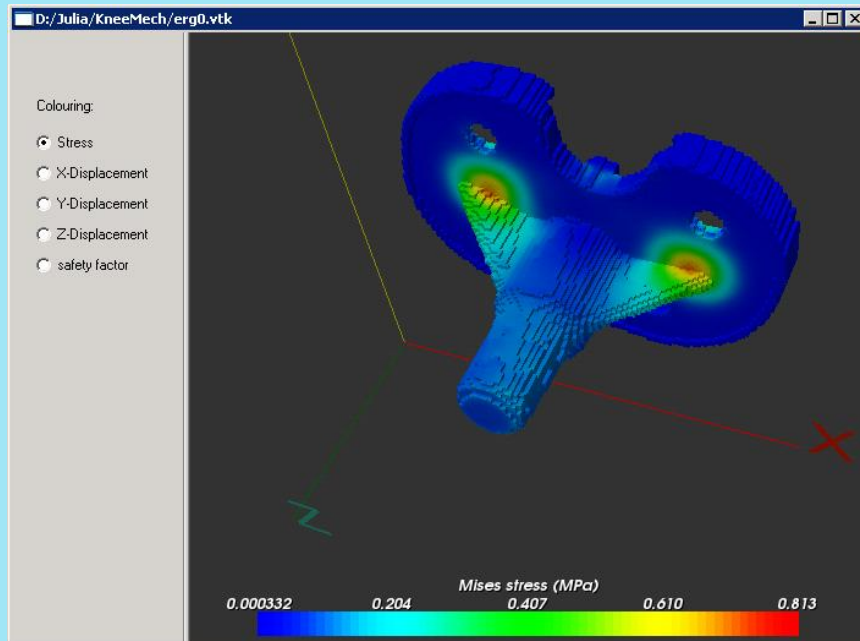 D:/Julia/KneeMech/erg0.vtk
Colouring:
Stress
X-Displacement
Y-Displacement
Z-Displacement
safety factor
X
Z
Mises stress (MPa)
0.000332 0.204 0.407 0.610 0.813